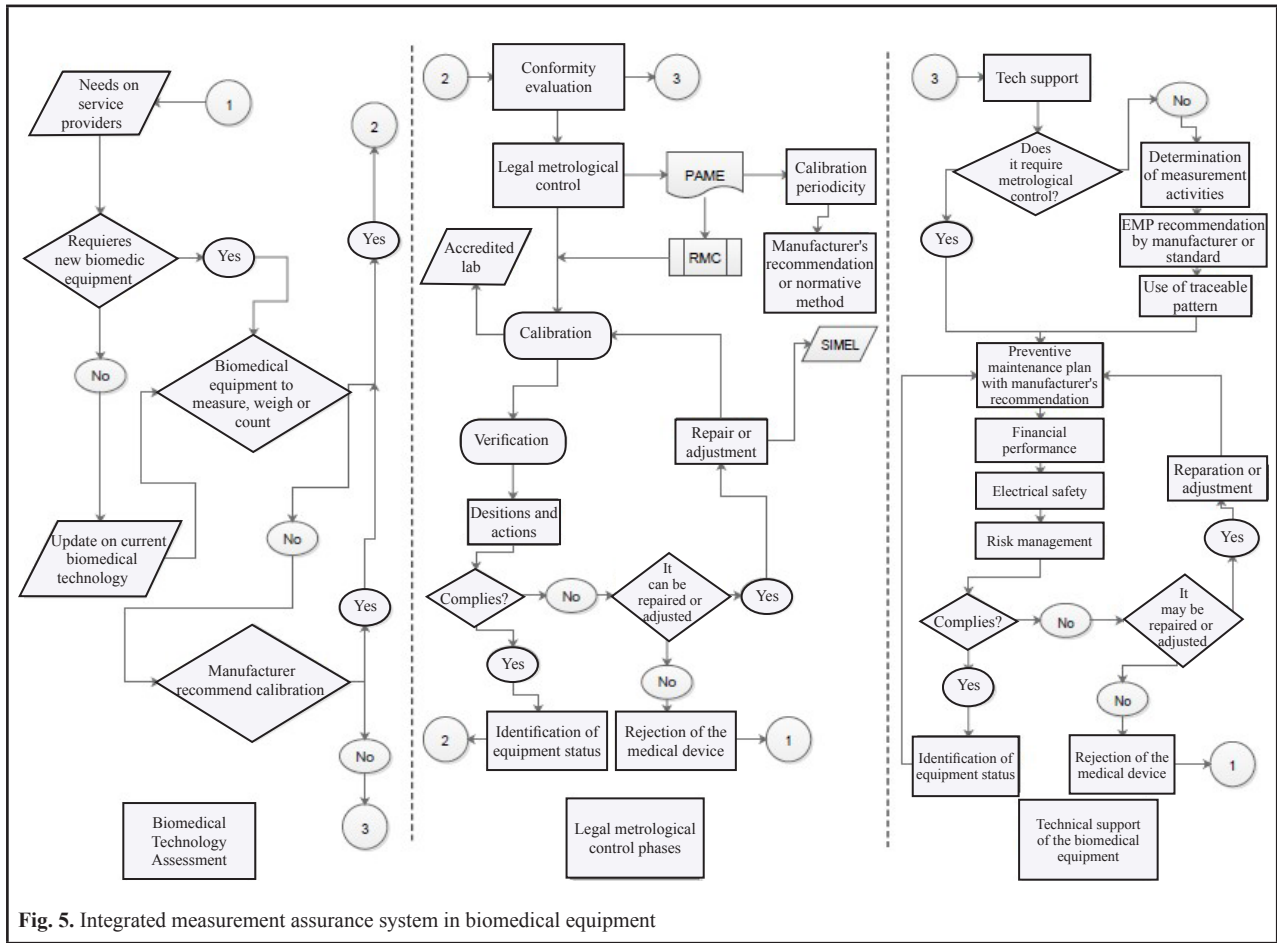 Needs on
service
providers
1
2
Requieres
new biomedic
equipment
Yes
Yes
No
Biomedical
equipment to
measure, weigh or
count
Update on current
biomedical
technology
No
Yes
Manufacturer
recommend calibration
No
3
Biomedical
Technology
Assessment
2
Conformity
evaluation
3
Legal metrological
control
PAME
Calibration
periodicity
Accredited
lab
RMC
Manufacturer's
recommendation
or normative
method
Calibration
SIMEL
Verification
Repair or
adjustment
Desitions and
actions
Complies?
No
It
can be
repaired or
adjusted
Yes
Yes
No
2
Identification of
equipment status
Rejection of the
medical device
1
Legal metrological
control phases
3
Tech support
No
Does
it require
metrological
control?
Determination
of measurement
activities
Yes
EMP recommendation
by manufacturer or
standard
Use of traceable
pattern
Preventive
maintenance plan
with manufacturer's
recommendation
Financial
performance
Electrical safety
Reparation or
adjustment
Risk management
Yes
Complies?
No
It
may be
repaired or
adjusted
Yes
No
Identification of
equipment status
Rejection of the
medical device
1
Technical support
of the biomedical
equipment
Fig. 5. Integrated measurement assurance system in biomedical equipment